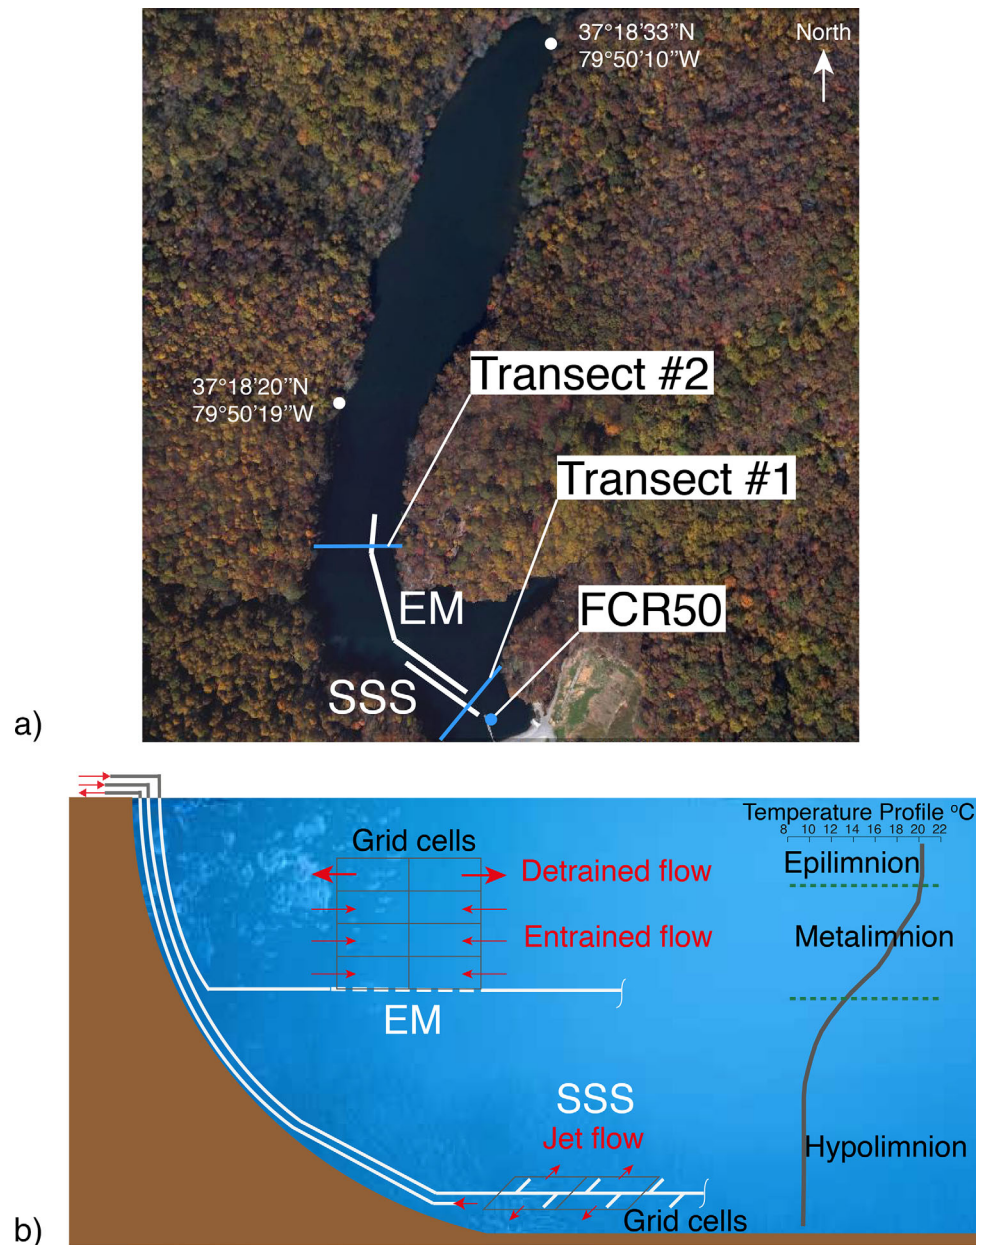 37°18'33’’N
79°50'10’’W
North
Transect #2
37°18'20’’N
79°50'19’’W
Transect #1
EM
FCR50
SSS
a)
Temperature Profile ºC
8 10 12 14 16 18 20 22
Grid cells
Epilimnion
Detrained flow
Entrained flow
Metalimnion
EM
SSS
Jet flow
Hypolimnion
Grid cells
b)